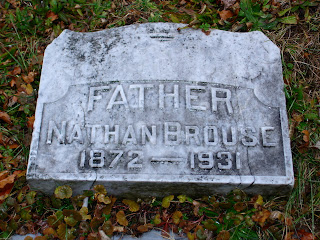 FATHER
NATHAN BROUSE
1872 — 1931